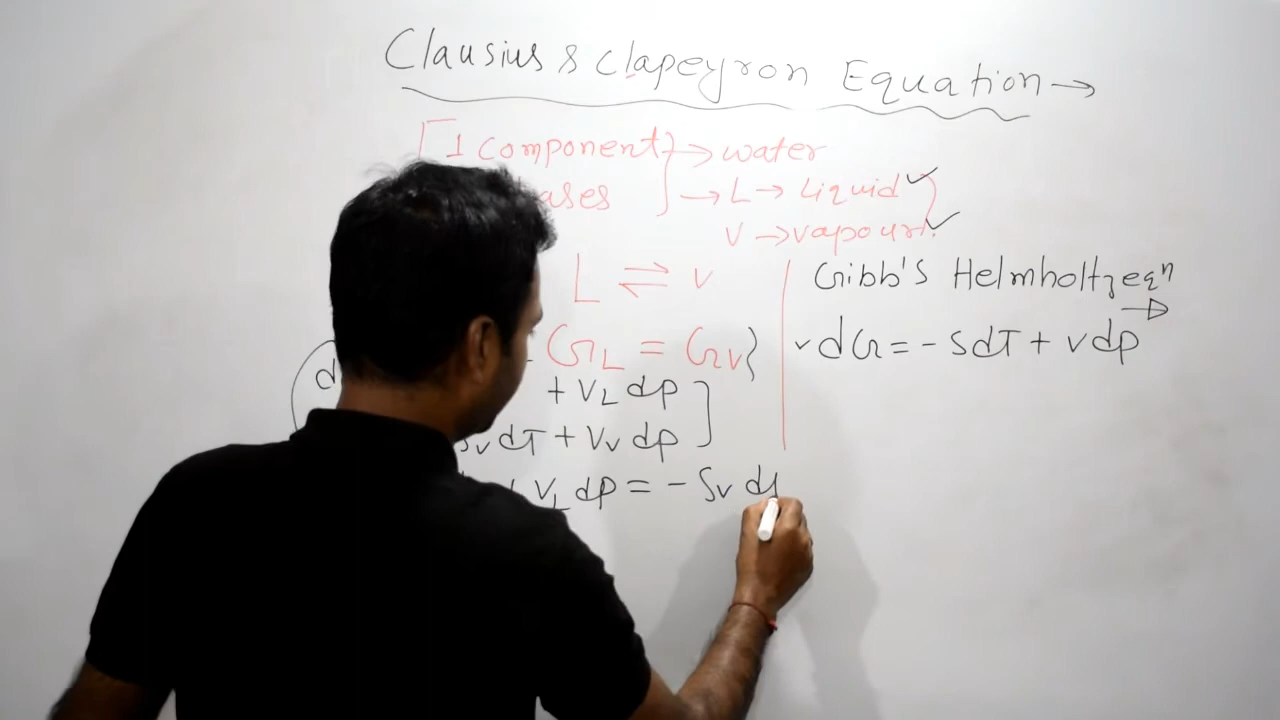 Clausius & Clapeyron Equation →
[1 component} → water
ases } → L → Liquid ✓
V → vapour ✓
L ⇌ v
Gibb's Helmholtz eqⁿ
G_L = G_V}
✓ dG = - SdT + vdp
+ V_L dp
S_v dT + V_v dp
V_L dp = - S_v d